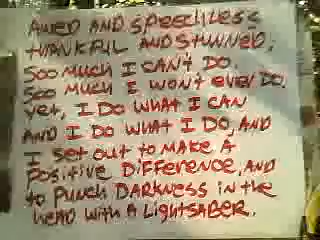 AWED AND SPEECHLESS
THANKFUL AND STUNNED.
SOO MUCH I CAN'T DO.
SOO MUCH I WON'T EVER DO.
YET, I DO WHAT I CAN
AND I DO WHAT I DO, AND
I SET OUT TO MAKE A
POSITIVE DIFFERENCE, AND
TO PUNCH DARKNESS IN THE
HEAD WITH A LIGHTSABER.